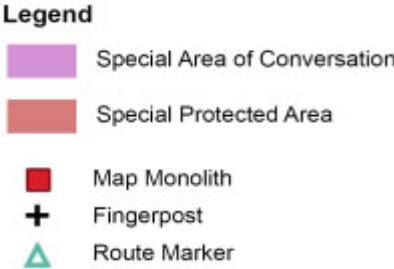 Legend
Special Area of Conversation
Special Protected Area
Map Monolith
Fingerpost
Route Marker